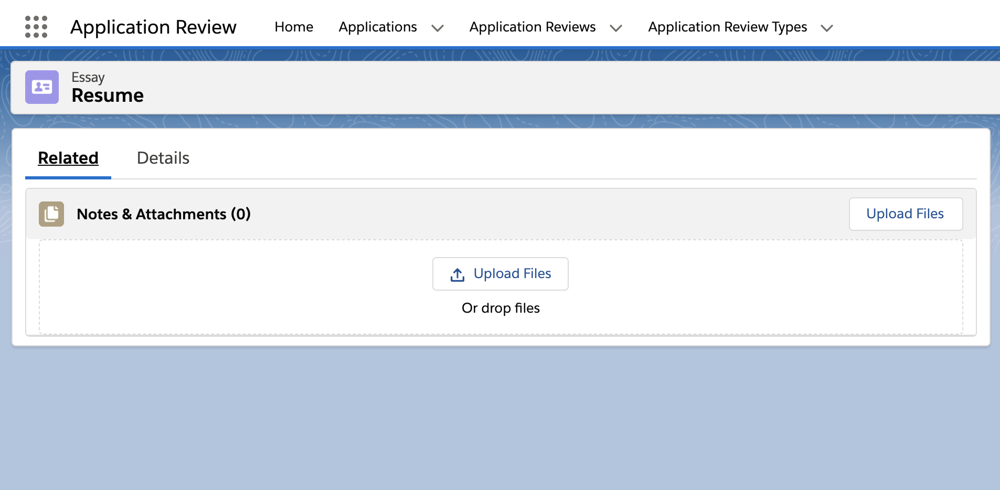 Application Review Home Applications Application Reviews Application Review Types
Essay
Resume
Related Details
Notes & Attachments (0) Upload Files
Upload Files
Or drop files